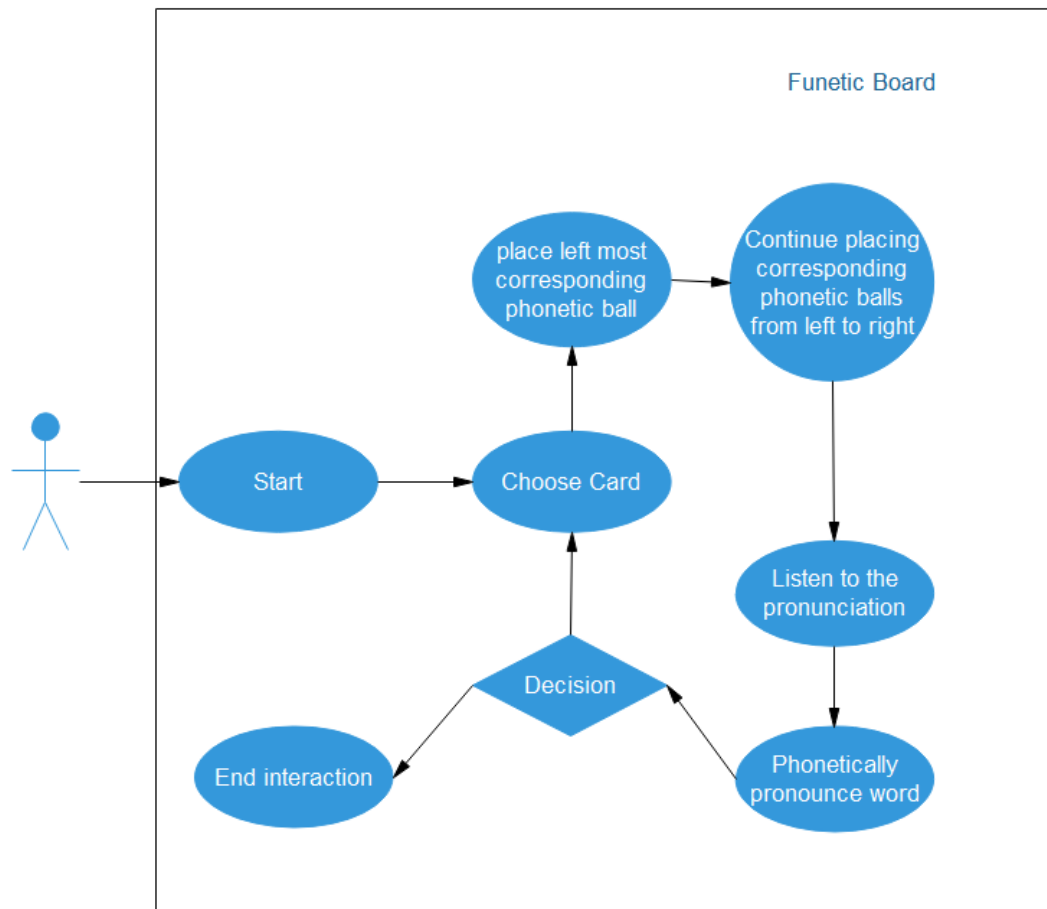 Funetic Board
place left most
corresponding
phonetic ball
Continue placing
corresponding
phonetic balls
from left to right
Start
Choose Card
Listen to the
pronunciation
Decision
End interaction
Phonetically
pronounce word